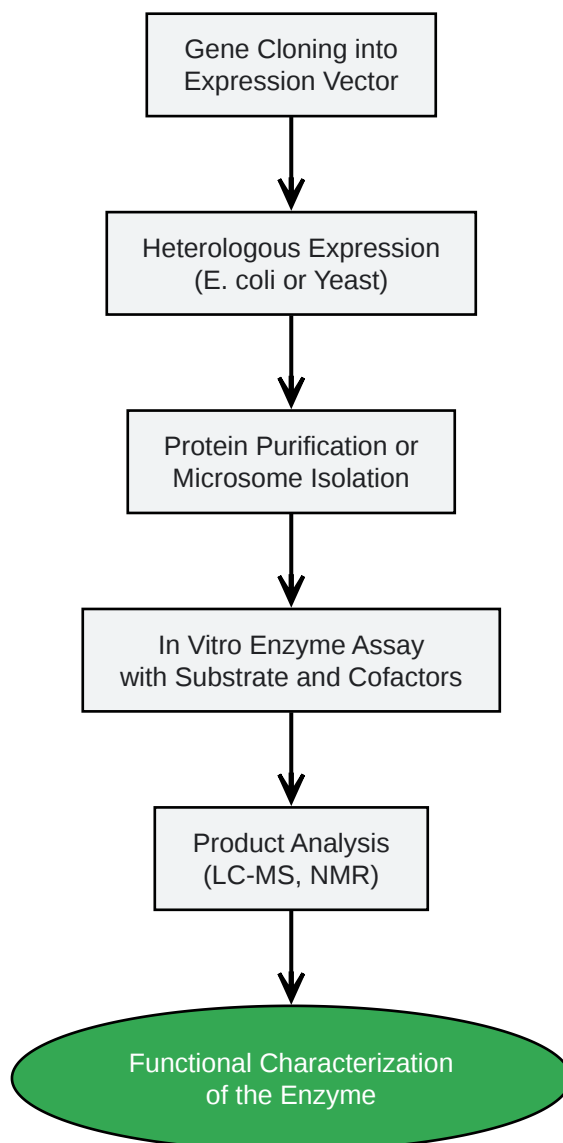 Gene Cloning into
Expression Vector
Heterologous Expression
(E. coli or Yeast)
Protein Purification or
Microsome Isolation
In Vitro Enzyme Assay
with Substrate and Cofactors
Product Analysis
(LC-MS, NMR)
Functional Characterization
of the Enzyme